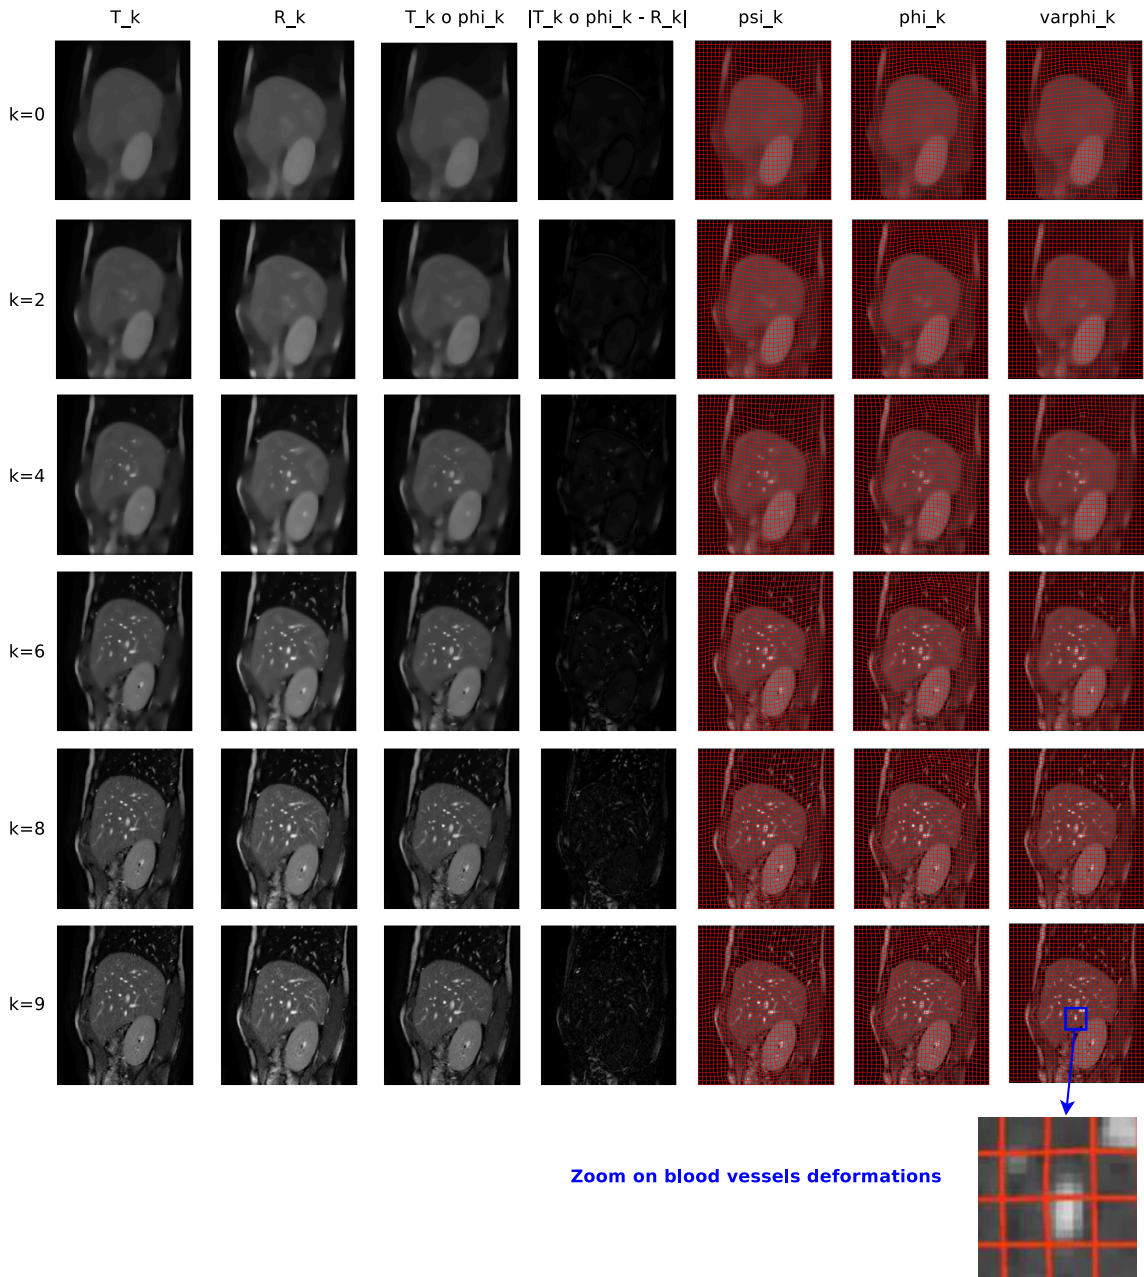 T_k R_k T_k o phi_k |T_k o phi_k - R_k| psi_k phi_k varphi_k
k=0
k=2
k=4
k=6
k=8
k=9
Zoom on blood vessels deformations